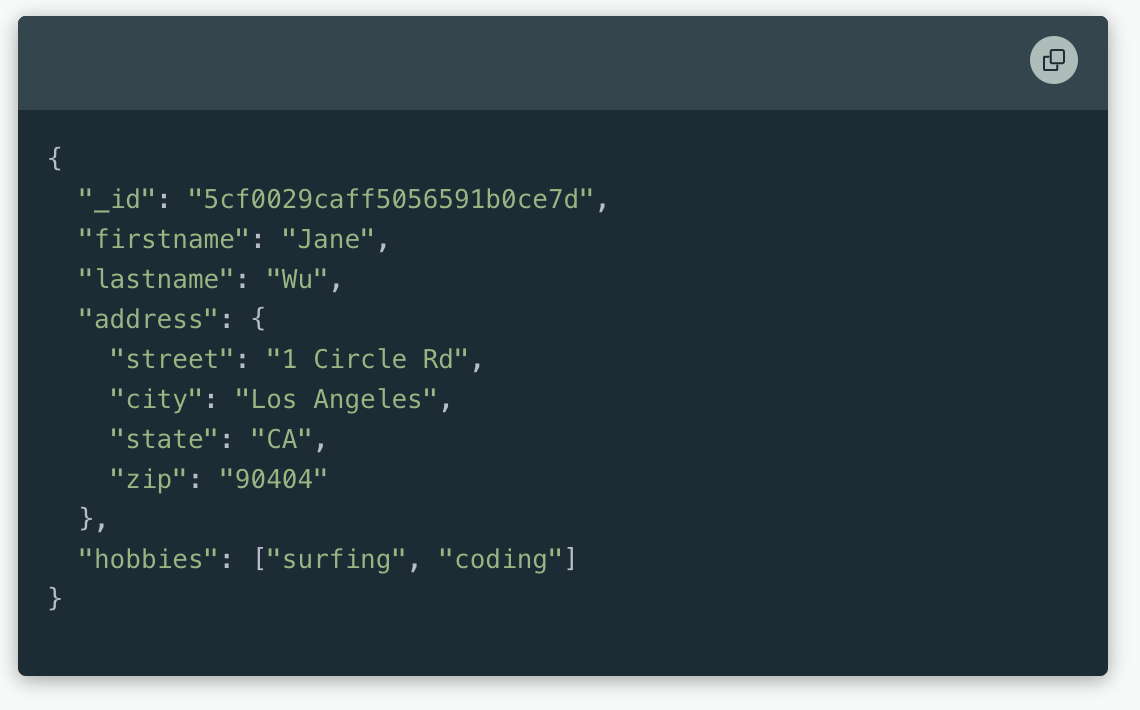 {
  "_id": "5cf0029caff5056591b0ce7d",
  "firstname": "Jane",
  "lastname": "Wu",
  "address": {
    "street": "1 Circle Rd",
    "city": "Los Angeles",
    "state": "CA",
    "zip": "90404"
  },
  "hobbies": ["surfing", "coding"]
}